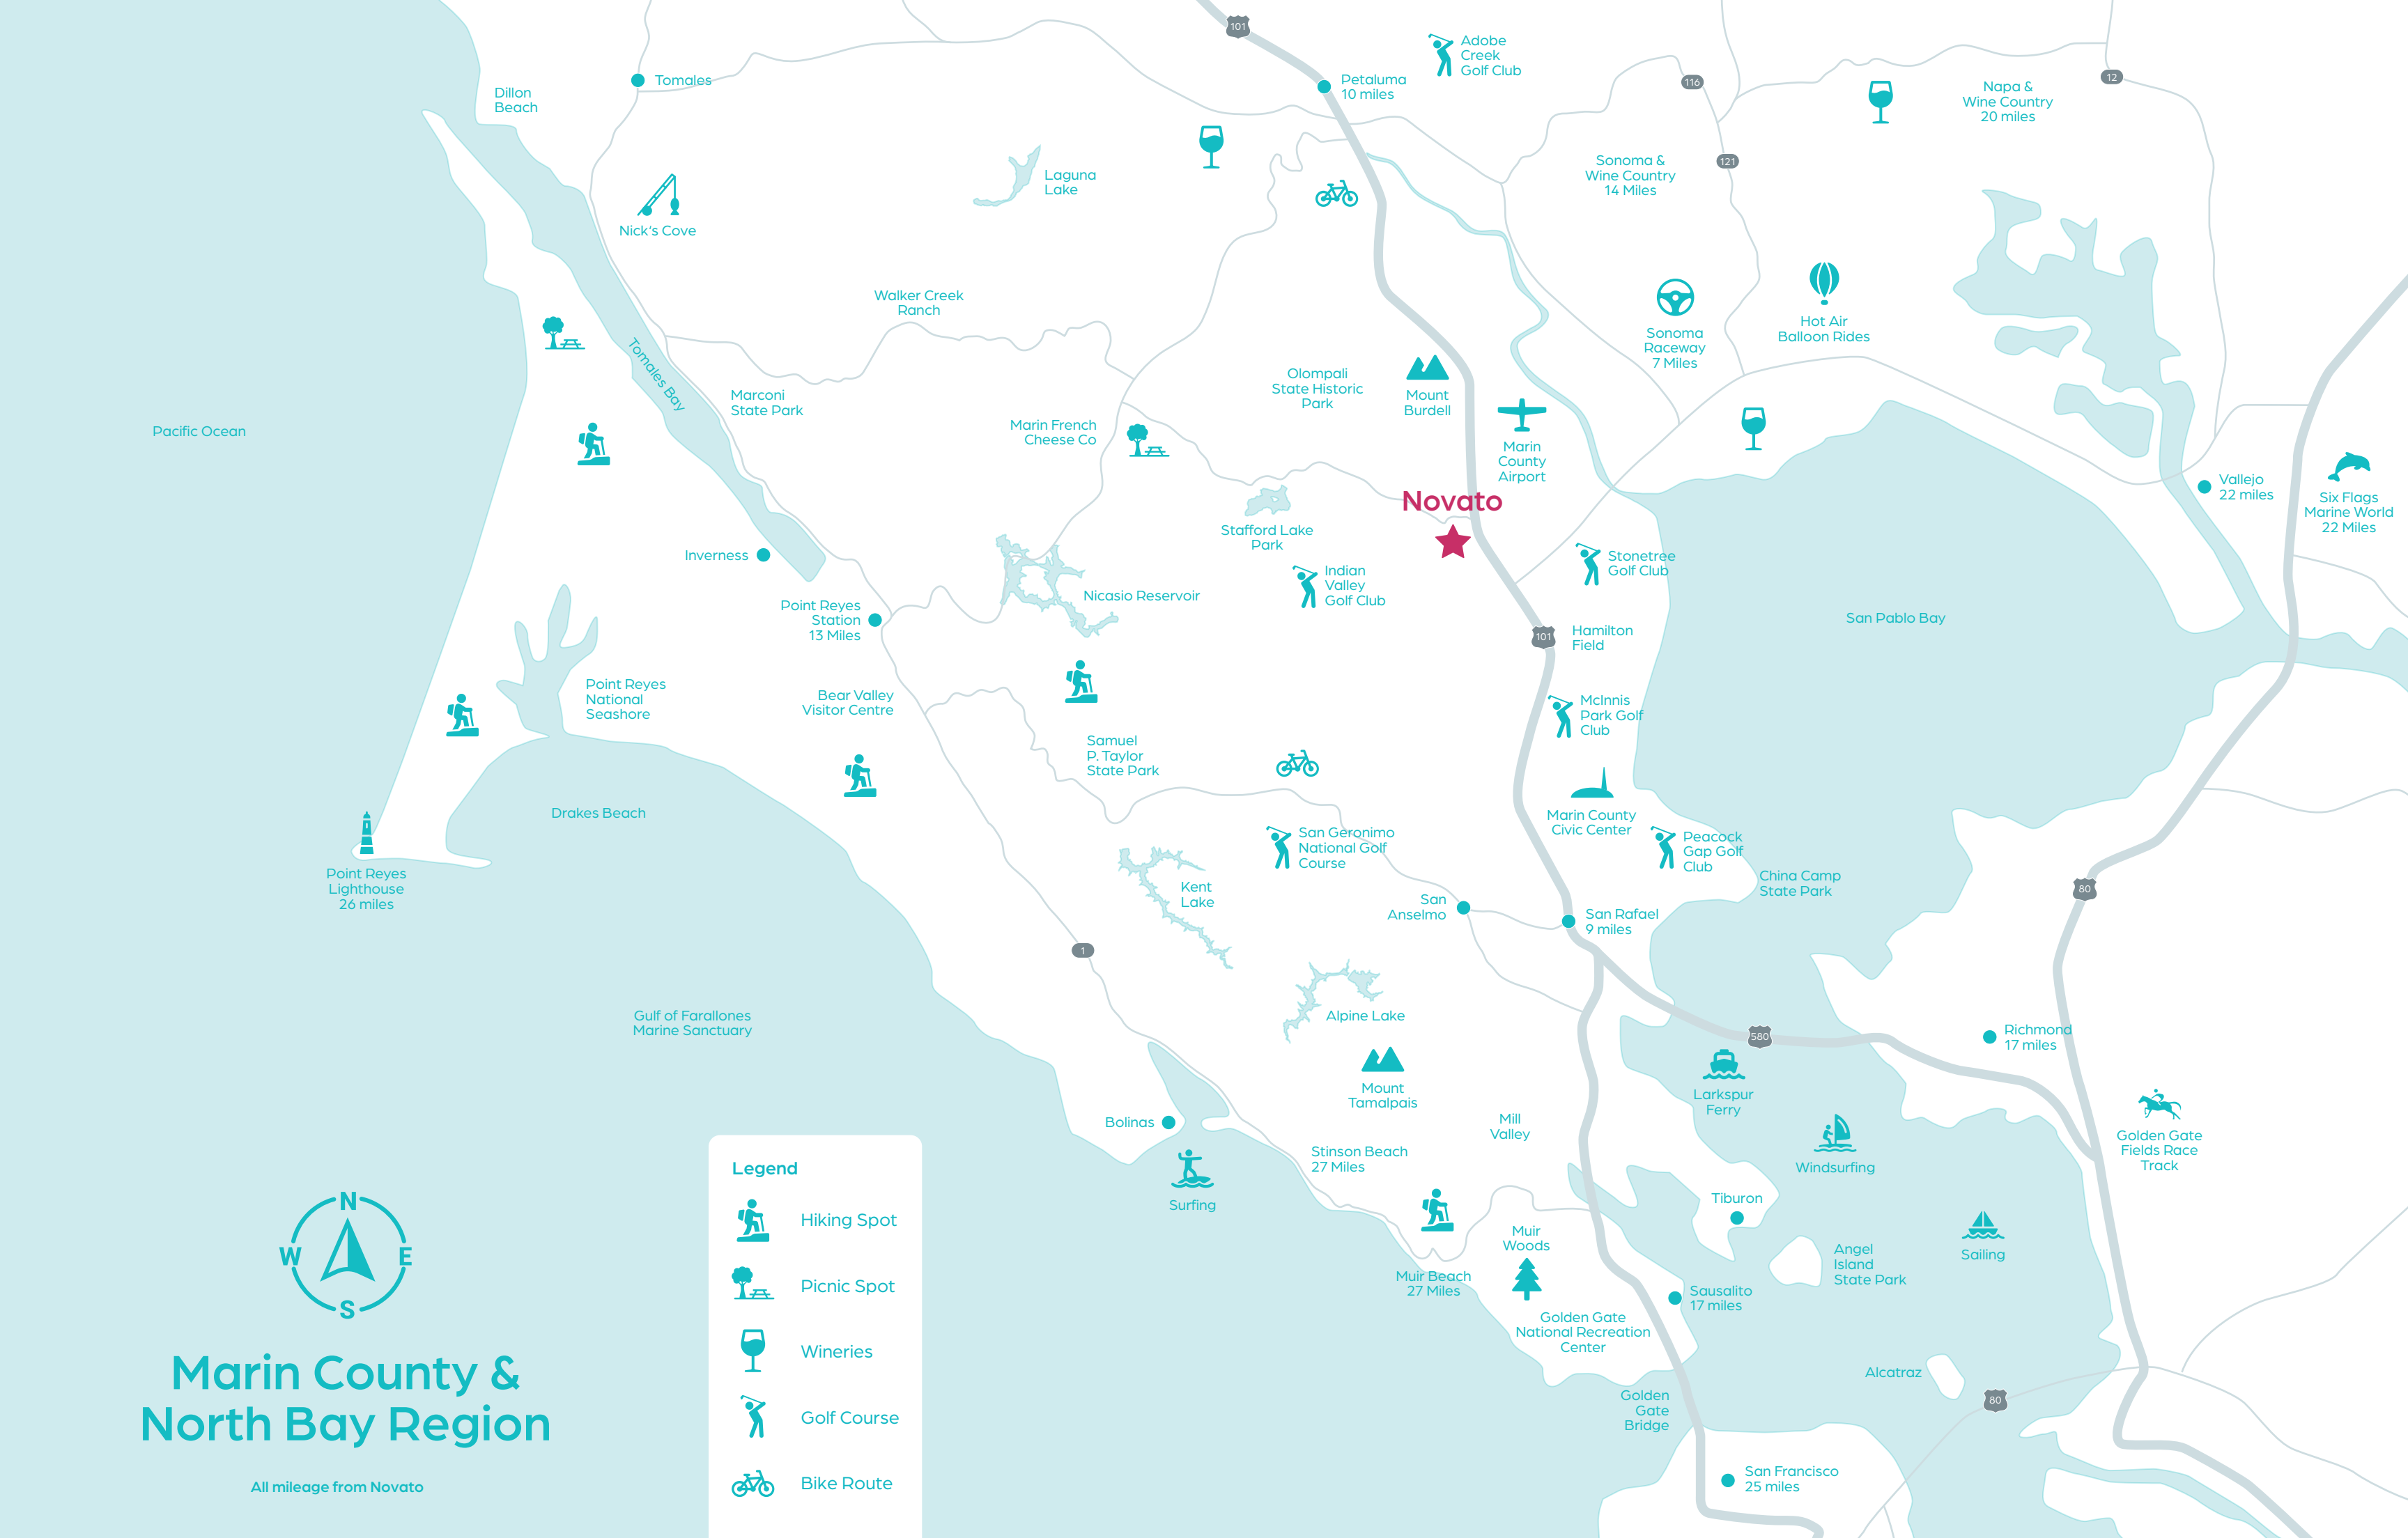 101
Adobe
Creek
Golf Club
Petaluma
10 miles
116
12
Tomales
Dillon
Beach
Napa &
Wine Country
20 miles
Laguna
Lake
Sonoma &
Wine Country
14 Miles
121
Nick's Cove
Walker Creek
Ranch
Sonoma
Raceway
7 Miles
Hot Air
Balloon Rides
Tomales Bay
Marconi
State Park
Olompali
State Historic
Park
Mount
Burdell
Pacific Ocean
Marin French
Cheese Co
Marin
County
Airport
Novato
Vallejo
22 miles
Six Flags
Marine World
22 Miles
Stafford Lake
Park
Inverness
Stonetree
Golf Club
Indian
Valley
Golf Club
Nicasio Reservoir
Point Reyes
Station
13 Miles
San Pablo Bay
101
Hamilton
Field
Point Reyes
National
Seashore
Bear Valley
Visitor Centre
McInnis
Park Golf
Club
Samuel
P. Taylor
State Park
Drakes Beach
Marin County
Civic Center
San Geronimo
National Golf
Course
Peacock
Gap Golf
Club
Point Reyes
Lighthouse
26 miles
Kent
Lake
China Camp
State Park
80
San
Anselmo
San Rafael
9 miles
1
Gulf of Farallones
Marine Sanctuary
Alpine Lake
580
Richmond
17 miles
Mount
Tamalpais
Larkspur
Ferry
Bolinas
Mill
Valley
Golden Gate
Fields Race
Track
Stinson Beach
27 Miles
Windsurfing
Surfing
Tiburon
Muir
Woods
Angel
Island
State Park
Sailing
Muir Beach
27 Miles
Sausalito
17 miles
Golden Gate
National Recreation
Center
Alcatraz
80
Golden
Gate
Bridge
San Francisco
25 miles
N
W
E
S
Marin County &
North Bay Region
All mileage from Novato
Legend
Hiking Spot
Picnic Spot
Wineries
Golf Course
Bike Route